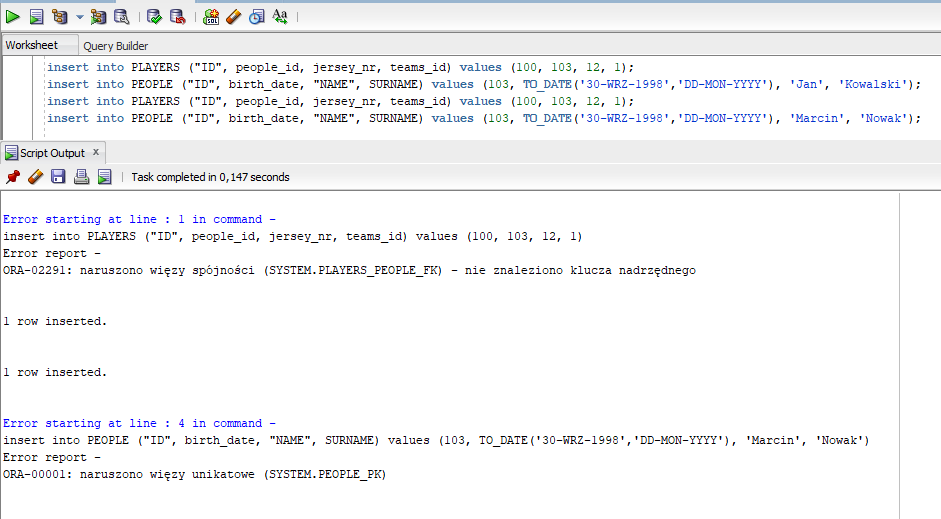 Worksheet Query Builder
insert into PLAYERS ("ID", people_id, jersey_nr, teams_id) values (100, 103, 12, 1);
insert into PEOPLE ("ID", birth_date, "NAME", SURNAME) values (103, TO_DATE('30-WRZ-1998','DD-MON-YYYY'), 'Jan', 'Kowalski');
insert into PLAYERS ("ID", people_id, jersey_nr, teams_id) values (100, 103, 12, 1);
insert into PEOPLE ("ID", birth_date, "NAME", SURNAME) values (103, TO_DATE('30-WRZ-1998','DD-MON-YYYY'), 'Marcin', 'Nowak');
Script Output x
Task completed in 0,147 seconds
Error starting at line : 1 in command -
insert into PLAYERS ("ID", people_id, jersey_nr, teams_id) values (100, 103, 12, 1)
Error report -
ORA-02291: naruszono więzy spójności (SYSTEM.PLAYERS_PEOPLE_FK) - nie znaleziono klucza nadrzędnego
1 row inserted.
1 row inserted.
Error starting at line : 4 in command -
insert into PEOPLE ("ID", birth_date, "NAME", SURNAME) values (103, TO_DATE('30-WRZ-1998','DD-MON-YYYY'), 'Marcin', 'Nowak')
Error report -
ORA-00001: naruszono więzy unikatowe (SYSTEM.PEOPLE_PK)